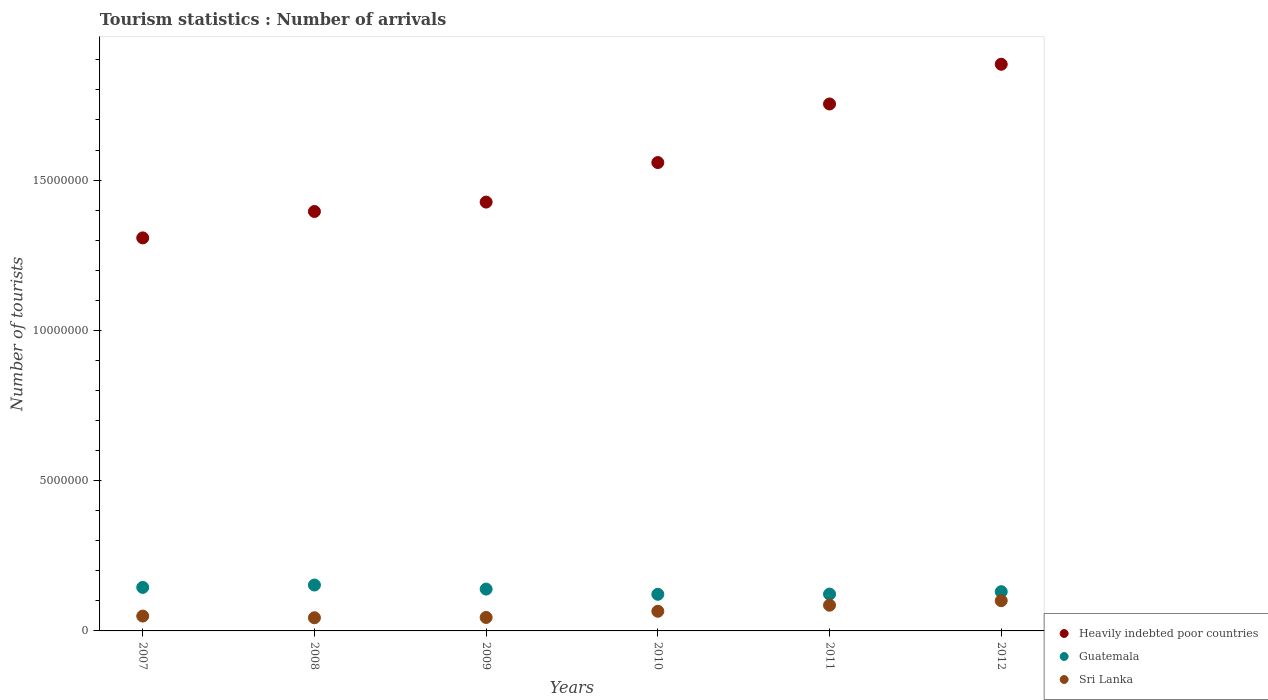 Tourism statistics : Number of arrivals
Number of tourists
15000000
10000000
5000000
0
2007
2008
2009
2010
2011
2012
Years
Heavily indebted poor countries
Guatemala
Sri Lanka